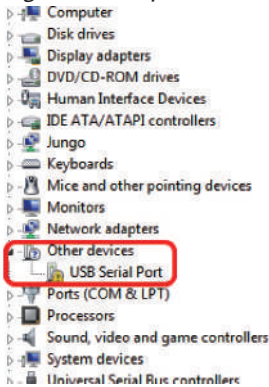 Computer
Disk drives
Display adapters
DVD/CD-ROM drives
Human Interface Devices
IDE ATA/ATAPI controllers
Jungo
Keyboards
Mice and other pointing devices
Monitors
Network adapters
Other devices
USB Serial Port
Ports (COM & LPT)
Processors
Sound, video and game controllers
System devices
Universal Serial Bus controllers